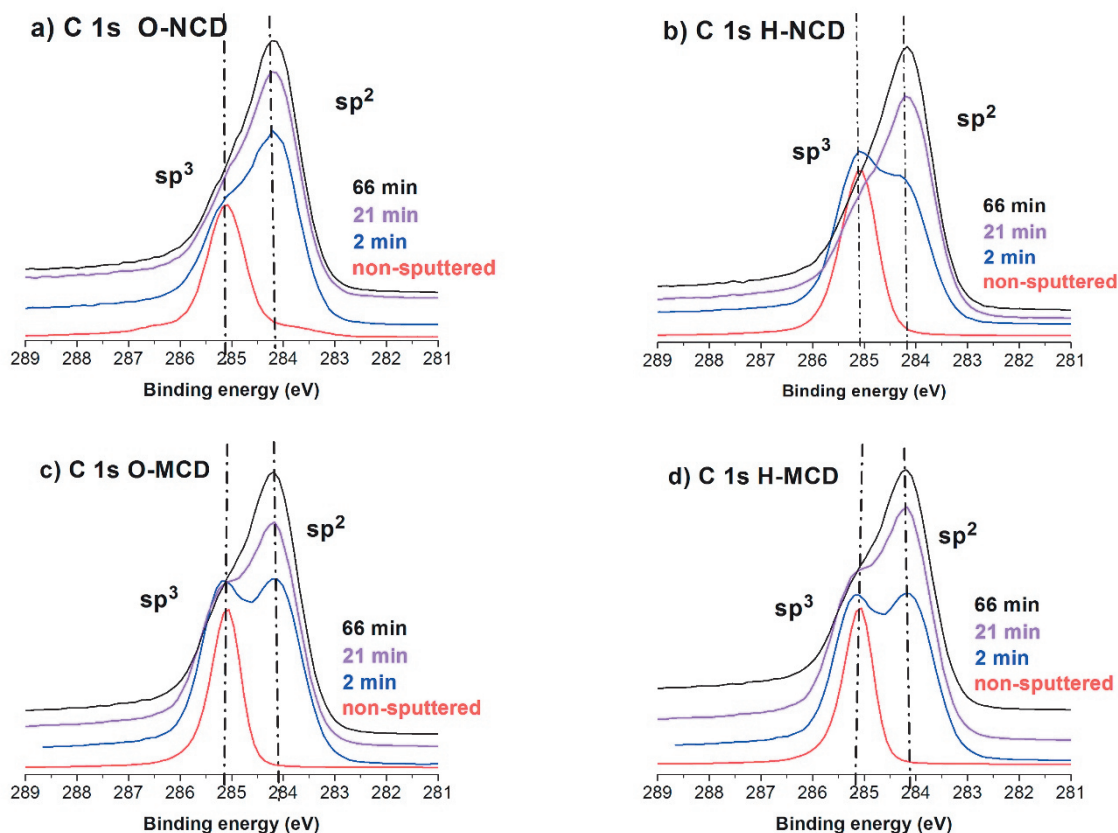 a) C 1s O-NCD
sp²
sp³
66 min
21 min
2 min
non-sputtered
289 288 287 286 285 284 283 282 281
Binding energy (eV)
b) C 1s H-NCD
sp²
sp³
66 min
21 min
2 min
non-sputtered
289 288 287 286 285 284 283 282 281
Binding energy (eV)
c) C 1s O-MCD
sp²
sp³
66 min
21 min
2 min
non-sputtered
289 288 287 286 285 284 283 282 281
Binding energy (eV)
d) C 1s H-MCD
sp²
sp³
66 min
21 min
2 min
non-sputtered
289 288 287 286 285 284 283 282 281
Binding energy (eV)